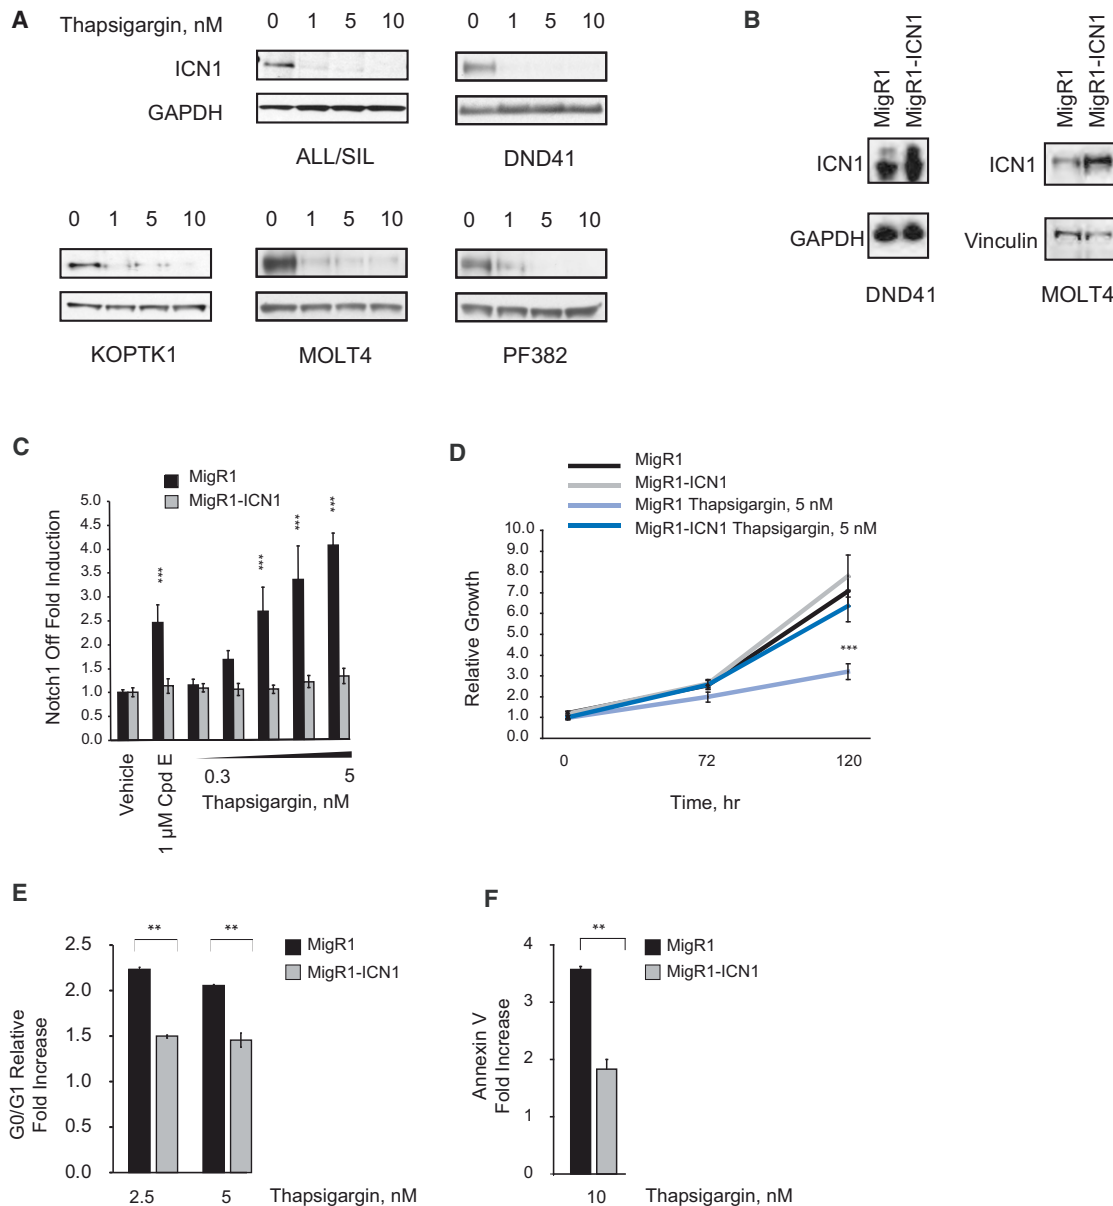 A
Thapsigargin, nM
0 1 5 10
0 1 5 10
ICN1
GAPDH
ALL/SIL
DND41
0 1 5 10
0 1 5 10
0 1 5 10
KOPTK1
MOLT4
PF382
B
MigR1
MigR1-ICN1
MigR1
MigR1-ICN1
ICN1
ICN1
GAPDH
Vinculin
DND41
MOLT4
C
MigR1
MigR1-ICN1
Notch1 Off Fold Induction
5.0
4.5
4.0
3.5
3.0
2.5
2.0
1.5
1.0
0.5
0.0
***
***
***
***
Vehicle
1 µM Cpd E
0.3
5
Thapsigargin, nM
D
MigR1
MigR1-ICN1
MigR1 Thapsigargin, 5 nM
MigR1-ICN1 Thapsigargin, 5 nM
Relative Growth
10.0
9.0
8.0
7.0
6.0
5.0
4.0
3.0
2.0
1.0
0.0
***
0
72
120
Time, hr
E
G0/G1 Relative
Fold Increase
2.5
2.0
1.5
1.0
0.5
0.0
**
**
MigR1
MigR1-ICN1
2.5
5
Thapsigargin, nM
F
Annexin V
Fold Increase
4
3
2
1
0
**
MigR1
MigR1-ICN1
10
Thapsigargin, nM